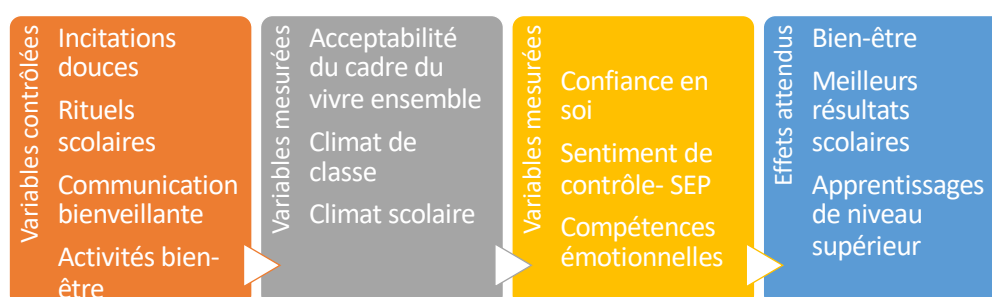 Variables contrôlées
Incitations
douces
Rituels
scolaires
Communication
bienveillante
Activités bien-
être
Variables mesurées
Acceptabilité
du cadre du
vivre ensemble
Climat de
classe
Climat scolaire
Variables mesurées
Confiance en
soi
Sentiment de
contrôle- SEP
Compétences
émotionnelles
Effets attendus
Bien-être
Meilleurs
résultats
scolaires
Apprentissages
de niveau
supérieur